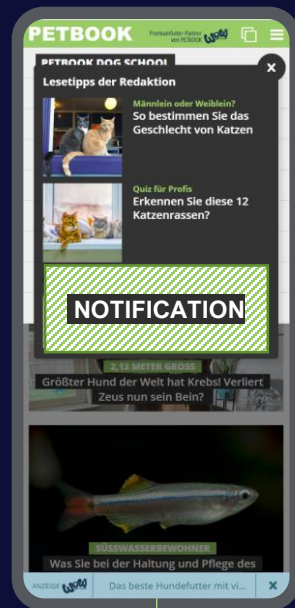 PETBOOK
Premiumfutter-Partner
von PETBOOK
PETBOOK DOG SCHOOL
x
Lesetipps der Redaktion
Männlein oder Weiblein?
So bestimmen Sie das
Geschlecht von Katzen
Quiz für Profis
Erkennen Sie diese 12
Katzenrassen?
NOTIFICATION
2,13 METER GROSS
Größter Hund der Welt hat Krebs! Verliert
Zeus nun sein Bein?
SÜSSWASSERBEWOHNER
Was Sie bei der Haltung und Pflege des
ANZEIGE
Das beste Hundefutter mit vi...
x